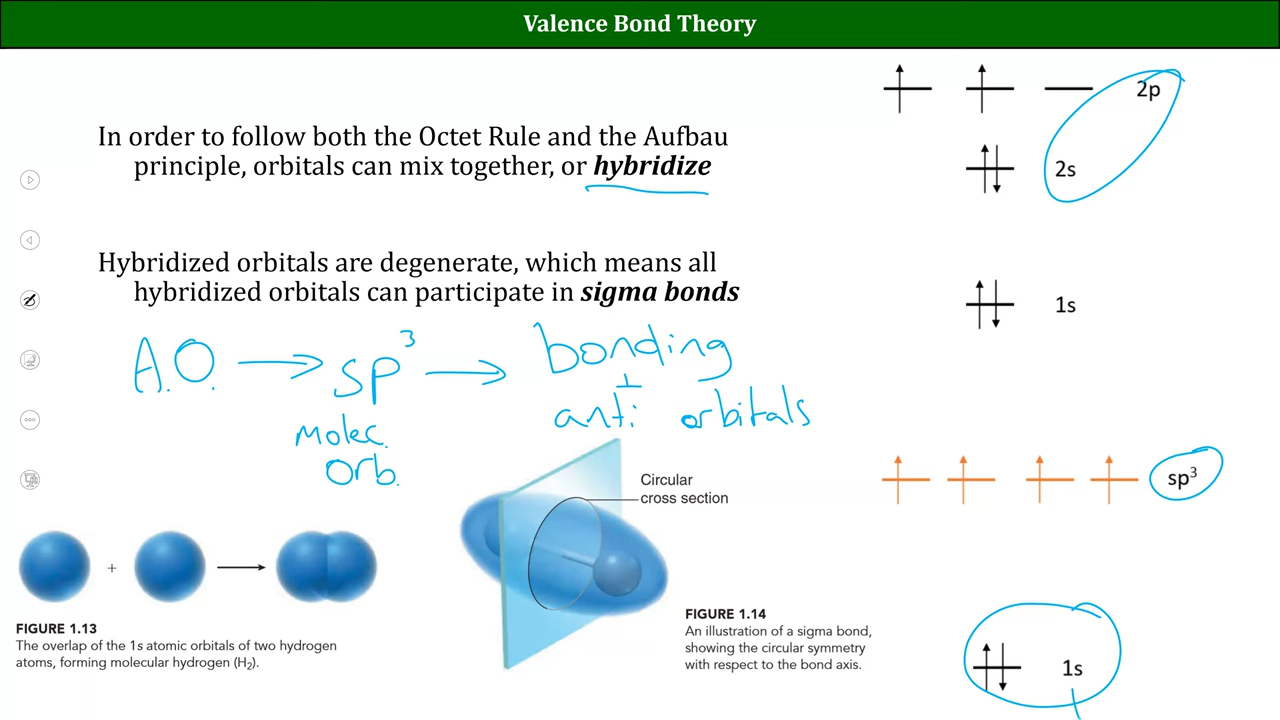 Valence Bond Theory
In order to follow both the Octet Rule and the Aufbau
principle, orbitals can mix together, or hybridize
Hybridized orbitals are degenerate, which means all
hybridized orbitals can participate in sigma bonds
A.O. → sp³ → bonding
+
anti orbitals
Molec.
Orb.
2p
2s
1s
sp³
1s
Circular
cross section
+
FIGURE 1.13
The overlap of the 1s atomic orbitals of two hydrogen
atoms, forming molecular hydrogen (H₂).
FIGURE 1.14
An illustration of a sigma bond,
showing the circular symmetry
with respect to the bond axis.